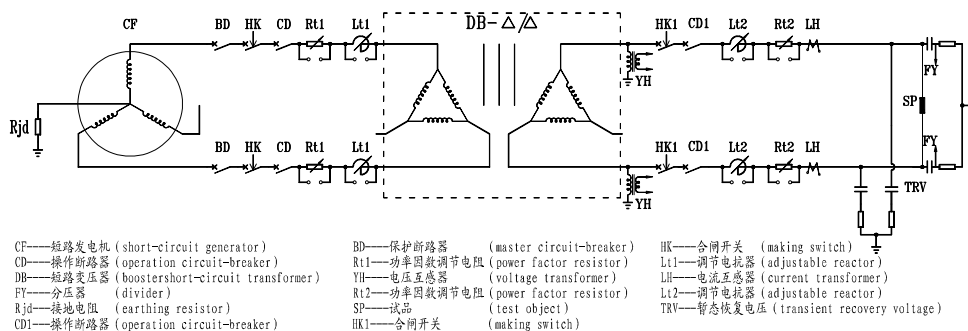 CF BD HK CD Rt1 Lt1 DB-△/△ HK1 CD1 Lt2 Rt2 LH
YH
FY
SP
Rjd
FY
BD HK CD Rt1 Lt1 HK1 CD1 Lt2 Rt2 LH
YH
TRV
CF----短路发电机 (short-circuit generator)
CD----操作断路器 (operation circuit-breaker)
DB----短路变压器 (boostershort-circuit transformer)
FY----分压器 (divider)
Rjd---接地电阻 (earthing resistor)
CD1---操作断路器 (operation circuit-breaker)
BD----保护断路器 (master circuit-breaker)
Rt1---功率因数调节电阻 (power factor resistor)
YH----电压互感器 (voltage transformer)
Rt2---功率因数调节电阻 (power factor resistor)
SP----试品 (test object)
HK1---合闸开关 (making switch)
HK----合闸开关 (making switch)
Lt1---调节电抗器 (adjustable reactor)
LH----电流互感器 (current transformer)
Lt2---调节电抗器 (adjustable reactor)
TRV---暂态恢复电压 (transient recovery voltage)